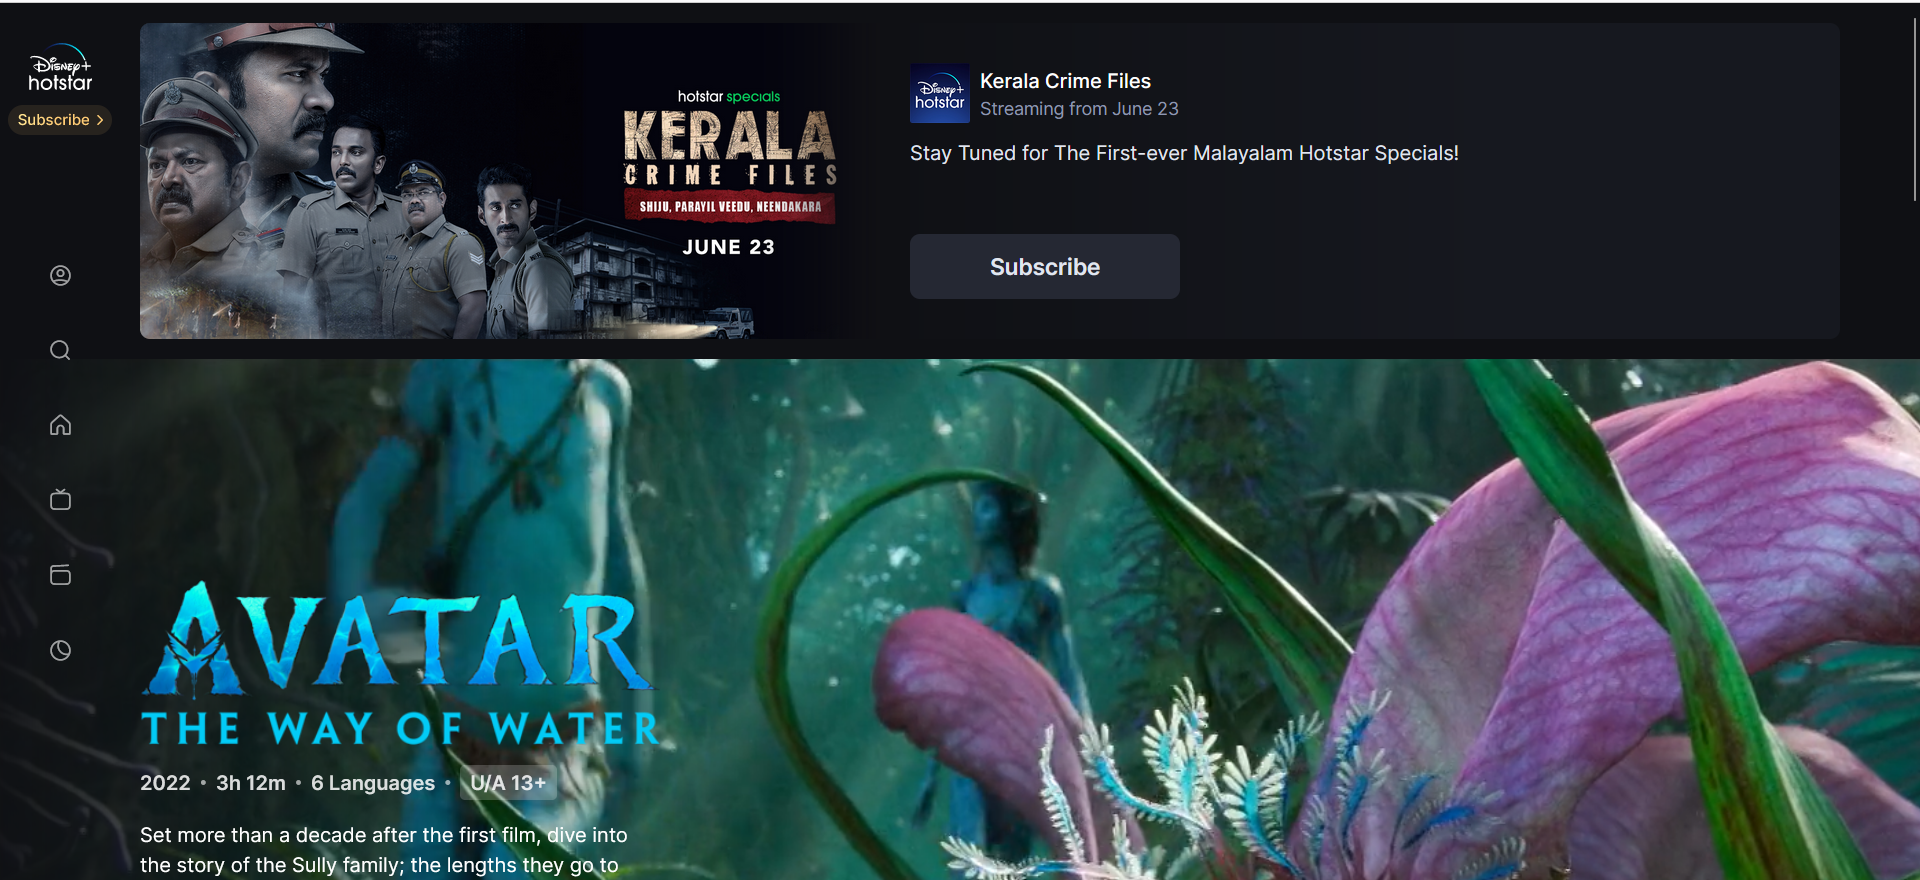 Disney+
hotstar
Subscribe >
hotstar specials
KERALA
CRIME FILES
SHIJU, PARAYIL VEEDU, NEENDAKARA
JUNE 23
Disney+
hotstar
Kerala Crime Files
Streaming from June 23
Stay Tuned for The First-ever Malayalam Hotstar Specials!
Subscribe
AVATAR
THE WAY OF WATER
2022 • 3h 12m • 6 Languages • U/A 13+
Set more than a decade after the first film, dive into
the story of the Sully family; the lengths they go to